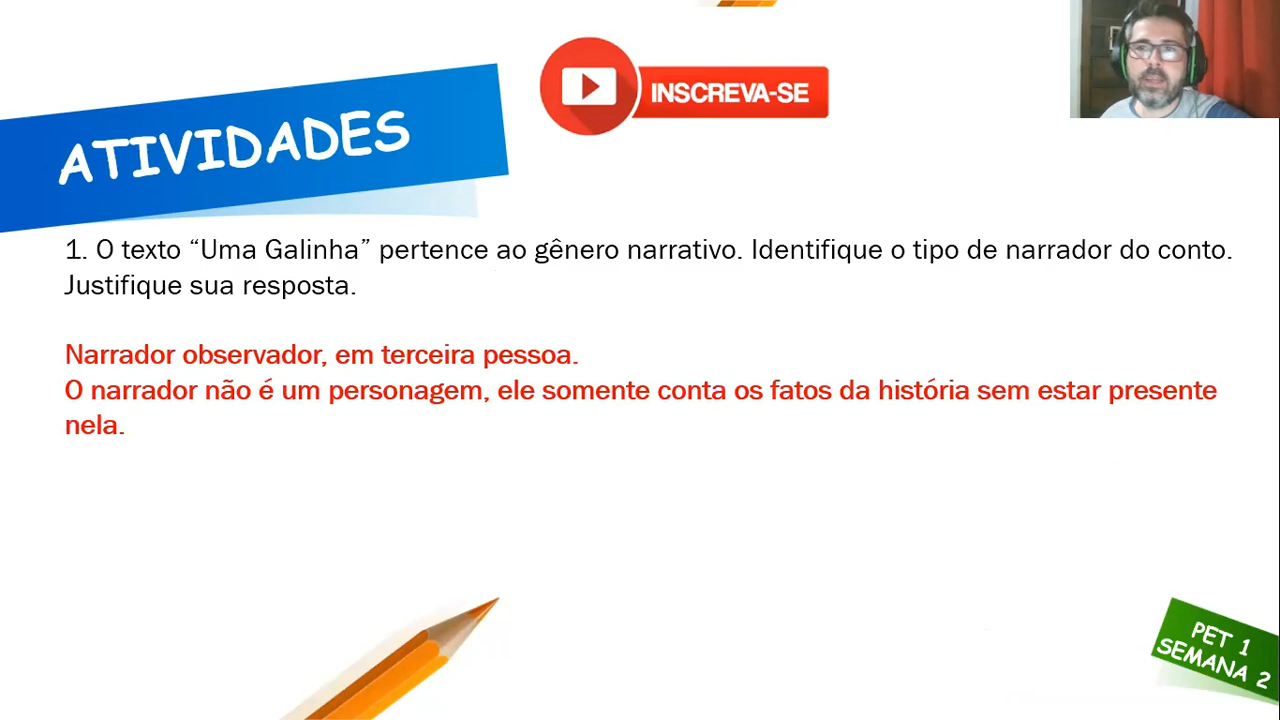 INSCREVA-SE
ATIVIDADES
1. O texto “Uma Galinha” pertence ao gênero narrativo. Identifique o tipo de narrador do conto.
Justifique sua resposta.
Narrador observador, em terceira pessoa.
O narrador não é um personagem, ele somente conta os fatos da história sem estar presente
nela.
PET 1
SEMANA 2